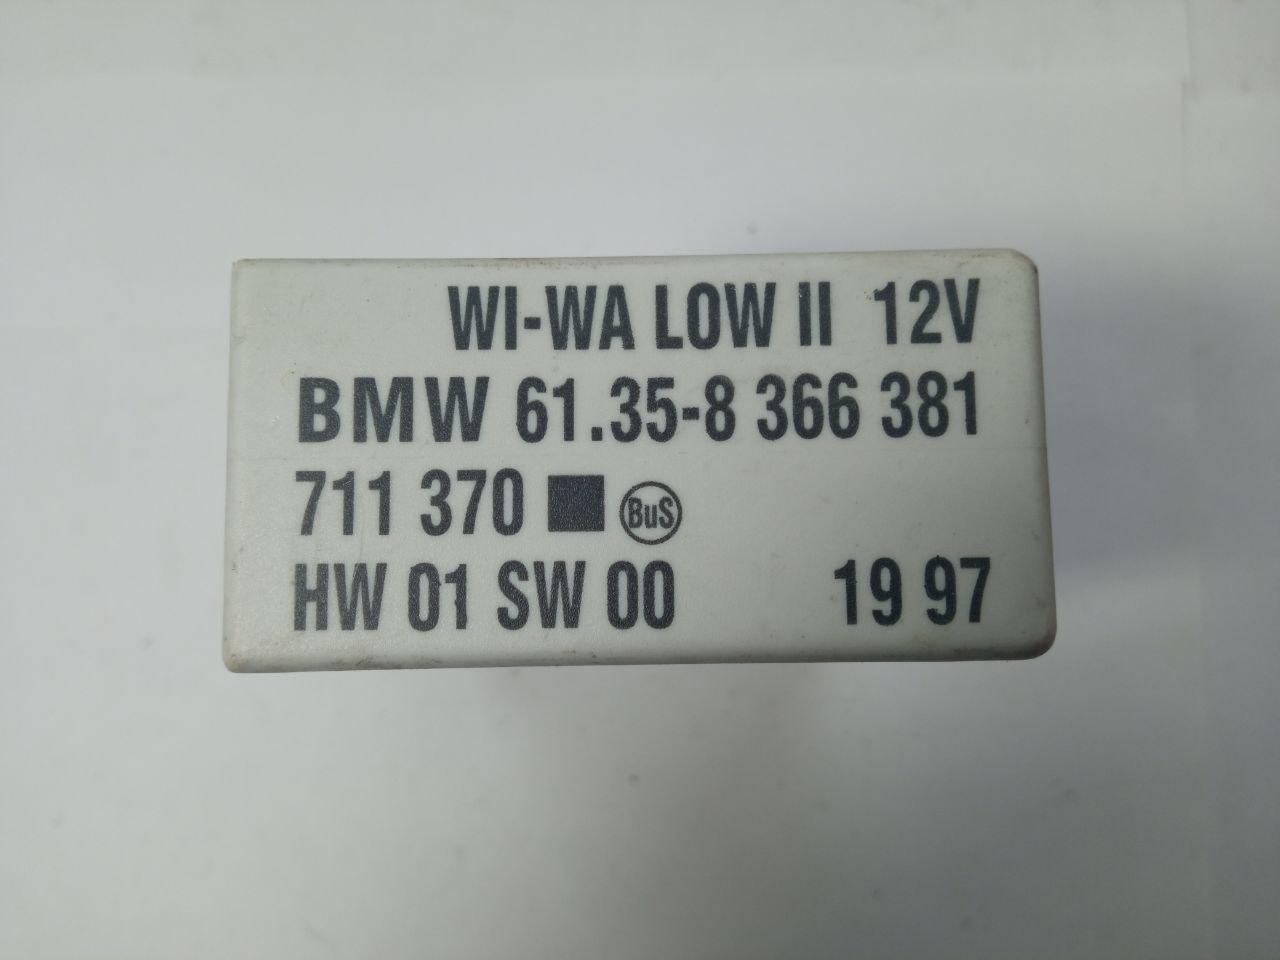 WI-WA LOW II 12V
BMW 61.35-8 366 381
711 370 BuS
HW 01 SW 00 19 97